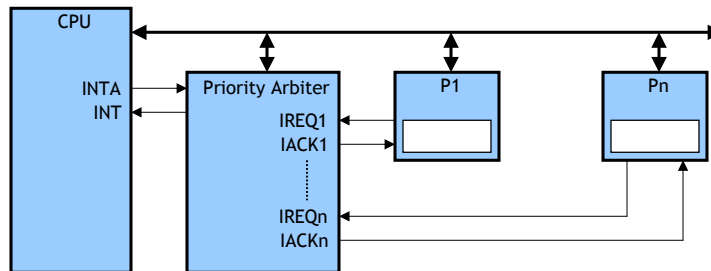 CPU
INTA
INT
Priority Arbiter
IREQ1
IACK1
IREQn
IACKn
P1
Pn